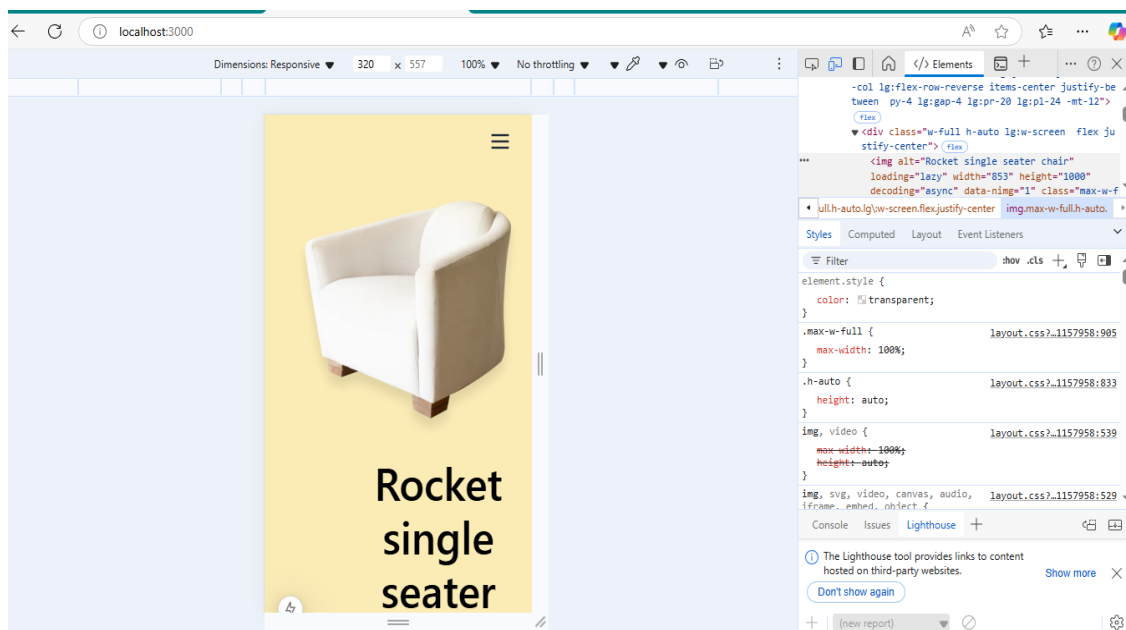 localhost:3000
Dimensions: Responsive 320 x 557 100% No throttling
Elements
-col lg:flex-row-reverse items-center justify-be
tween py-4 lg:gap-4 lg:pr-20 lg:pl-24 -mt-12">
flex
<div class="w-full h-auto lg:w-screen flex ju
stify-center"> flex
<img alt="Rocket single seater chair"
loading="lazy" width="853" height="1000"
decoding="async" data-nimg="1" class="max-w-f
ull.h-auto.lg\:w-screen.flex.justify-center img.max-w-full.h-auto.
Styles Computed Layout Event Listeners
Filter :hov .cls
element.style {
color: transparent;
}
.max-w-full { layout.css?…1157958:905
max-width: 100%;
}
.h-auto { layout.css?…1157958:833
height: auto;
}
img, video { layout.css?…1157958:539
max-width: 100%;
height: auto;
}
img, svg, video, canvas, audio, layout.css?…1157958:529
iframe, embed, object {
Console Issues Lighthouse
The Lighthouse tool provides links to content
hosted on third-party websites.
Show more
Don't show again
(new report)
Rocket
single
seater